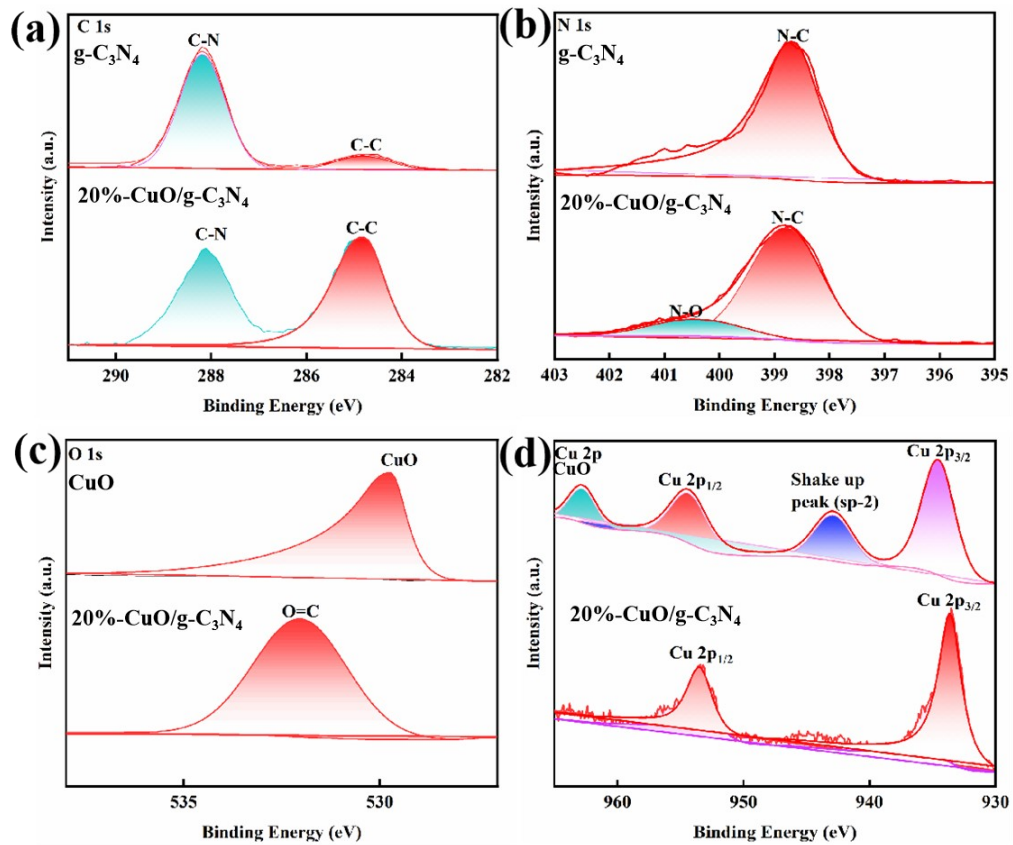 (a)
C 1s
g-C₃N₄
C-N
C-C
20%-CuO/g-C₃N₄
C-N
C-C
Intensity (a.u.)
290 288 286 284 282
Binding Energy (eV)
(b)
N 1s
g-C₃N₄
N-C
20%-CuO/g-C₃N₄
N-C
N-O
Intensity (a.u.)
403 402 401 400 399 398 397 396 395
Binding Energy (eV)
(c)
O 1s
CuO
CuO
20%-CuO/g-C₃N₄
O=C
Intensity (a.u.)
535 530
Binding Energy (eV)
(d)
Cu 2p
CuO
Cu 2p₁/₂
Shake up
peak (sp-2)
Cu 2p₃/₂
20%-CuO/g-C₃N₄
Cu 2p₁/₂
Cu 2p₃/₂
Intensity (a.u.)
960 950 940 930
Binding Energy (eV)